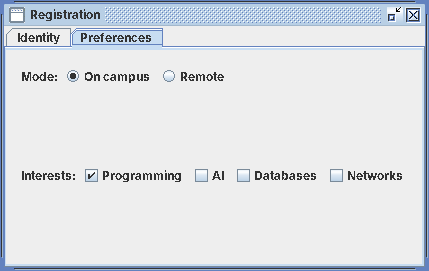 Registration
Identity Preferences
Mode: On campus Remote
Interests: Programming AI Databases Networks